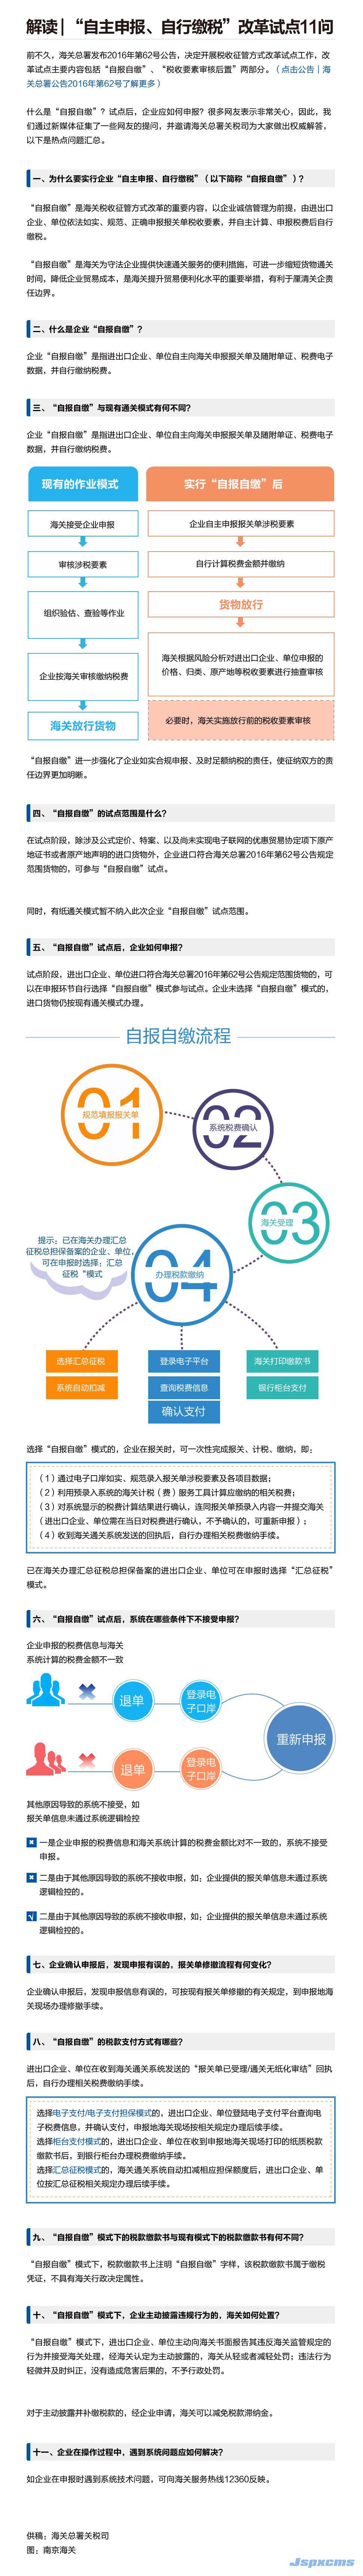 解读|“自主申报、自行缴税”改革试点11问
前不久，海关总署发布2016年第62号公告，决定开展税收征管方式改革试点工作，改
革试点主要内容包括“自报自缴”、“税收要素审核后置”两部分。（点击公告|海
关总署公告2016年第62号了解更多）
什么是“自报自缴”？试点后，企业应如何申报？很多网友表示非常关心，因此，我
们通过新媒体征集了一些网友的提问，并邀请海关总署关税司为大家做出权威解答，
以下是热点问题汇总。
一、为什么要实行企业“自主申报、自行缴税”（以下简称“自报自缴”）？
“自报自缴”是海关税收征管方式改革的重要内容，以企业诚信管理为前提，由进出口
企业、单位依法如实、规范、正确申报报关单税收要素，并自主计算、申报税费后自行
缴税。
“自报自缴”是海关为守法企业提供快速通关服务的便利措施，可进一步缩短货物通关
时间，降低企业贸易成本，是海关提升贸易便利化水平的重要举措，有利于厘清关企责
任边界。
二、什么是企业“自报自缴”？
企业“自报自缴”是指进出口企业、单位自主向海关申报报关单及随附单证、税费电子
数据，并自行缴纳税费。
三、“自报自缴”与现有通关模式有何不同？
企业“自报自缴”是指进出口企业、单位自主向海关申报报关单及随附单证、税费电子
数据，并自行缴纳税费。
现有的作业模式
实行“自报自缴”后
海关接受企业申报
企业自主申报报关单涉税要素
审核涉税要素
自行计算税费金额并缴纳
组织验估、查验等作业
货物放行
企业按海关审核缴纳税费
海关根据风险分析对进出口企业、单位申报的
价格、归类、原产地等税收要素进行抽查审核
海关放行货物
必要时，海关实施放行前的税收要素审核
“自报自缴”进一步强化了企业如实合规申报、及时足额纳税的责任，使征纳双方的责
任边界更加明晰。
四、“自报自缴”的试点范围是什么？
在试点阶段，除涉及公式定价、特案、以及尚未实现电子联网的优惠贸易协定项下原产
地证书或者原产地声明的进口货物外，企业进口符合海关总署2016年第62号公告规定
范围货物的，可参与“自报自缴”试点。
同时，有纸通关模式暂不纳入此次企业“自报自缴”试点范围。
五、“自报自缴”试点后，企业如何申报？
试点阶段，进出口企业、单位进口符合海关总署2016年第62号公告规定范围货物的，可
以在申报环节自行选择“自报自缴”模式参与试点。企业未选择“自报自缴”模式的，
进口货物仍按现有通关模式办理。
自报自缴流程
01
规范填报报关单
02
系统税费确认
03
海关受理
04
办理税款缴纳
提示：已在海关办理汇总
征税总担保备案的企业、单位，
可在申报时选择：汇总
征税“模式
选择汇总征税
登录电子平台
海关打印缴款书
系统自动扣减
查询税费信息
银行柜台支付
确认支付
选择“自报自缴”模式的，企业在报关时，可一次性完成报关、计税、缴纳，即：
（1）通过电子口岸如实、规范录入报关单涉税要素及各项目数据；
（2）利用预录入系统的海关计税（费）服务工具计算应缴纳的相关税费；
（3）对系统显示的税费计算结果进行确认，连同报关单预录入内容一并提交海关
（进出口企业、单位需在当日对税费进行确认，不予确认的，可重新申报）；
（4）收到海关通关系统发送的回执后，自行办理相关税费缴纳手续。
已在海关办理汇总征税总担保备案的进出口企业、单位可在申报时选择“汇总征税”
模式。
六、“自报自缴”试点后，系统在哪些条件下不接受申报？
企业申报的税费信息与海关
系统计算的税费金额不一致
退单
登录电
子口岸
重新申报
退单
登录电
子口岸
其他原因导致的系统不接受，如
报关单信息未通过系统逻辑检控
一是企业申报的税费信息和海关系统计算的税费金额比对不一致的，系统不接受
申报。
二是由于其他原因导致的系统不接收申报，如：企业提供的报关单信息未通过系统
逻辑检控的。
二是由于其他原因导致的系统不接收申报，如：企业提供的报关单信息未通过系统
逻辑检控的。
七、企业确认申报后，发现申报有误的，报关单修撤流程有何变化？
企业确认申报后，发现申报信息有误的，可按现有报关单修撤的有关规定，到申报地海
关现场办理修撤手续。
八、“自报自缴”的税款支付方式有哪些？
进出口企业、单位在收到海关通关系统发送的“报关单已受理/通关无纸化审结”回执
后，自行办理相关税费缴纳手续。
选择电子支付/电子支付担保模式的，进出口企业、单位登陆电子支付平台查询电
子税费信息，并确认支付，申报地海关现场按相关规定办理后续手续。
选择柜台支付模式的，进出口企业、单位在收到申报地海关现场打印的纸质税款
缴款书后，到银行柜台办理税费缴纳手续。
选择汇总征税模式的，海关通关系统自动扣减相应担保额度后，进出口企业、单
位按汇总征税相关规定办理后续手续。
九、“自报自缴”模式下的税款缴款书与现有模式下的税款缴款书有何不同？
“自报自缴”模式下，税款缴款书上注明“自报自缴”字样，该税款缴款书属于缴税
凭证，不具有海关行政决定属性。
十、“自报自缴”模式下，企业主动披露违规行为的，海关如何处置？
“自报自缴”模式下，进出口企业、单位主动向海关书面报告其违反海关监管规定的
行为并接受海关处理，经海关认定为主动披露的，海关从轻或者减轻处罚；违法行为
轻微并及时纠正，没有造成危害后果的，不予行政处罚。
对于主动披露并补缴税款的，经企业申请，海关可以减免税款滞纳金。
十一、企业在操作过程中，遇到系统问题应如何解决？
如企业在申报时遇到系统技术问题，可向海关服务热线12360反映。
供稿：海关总署关税司
图：南京海关
Jspxcms